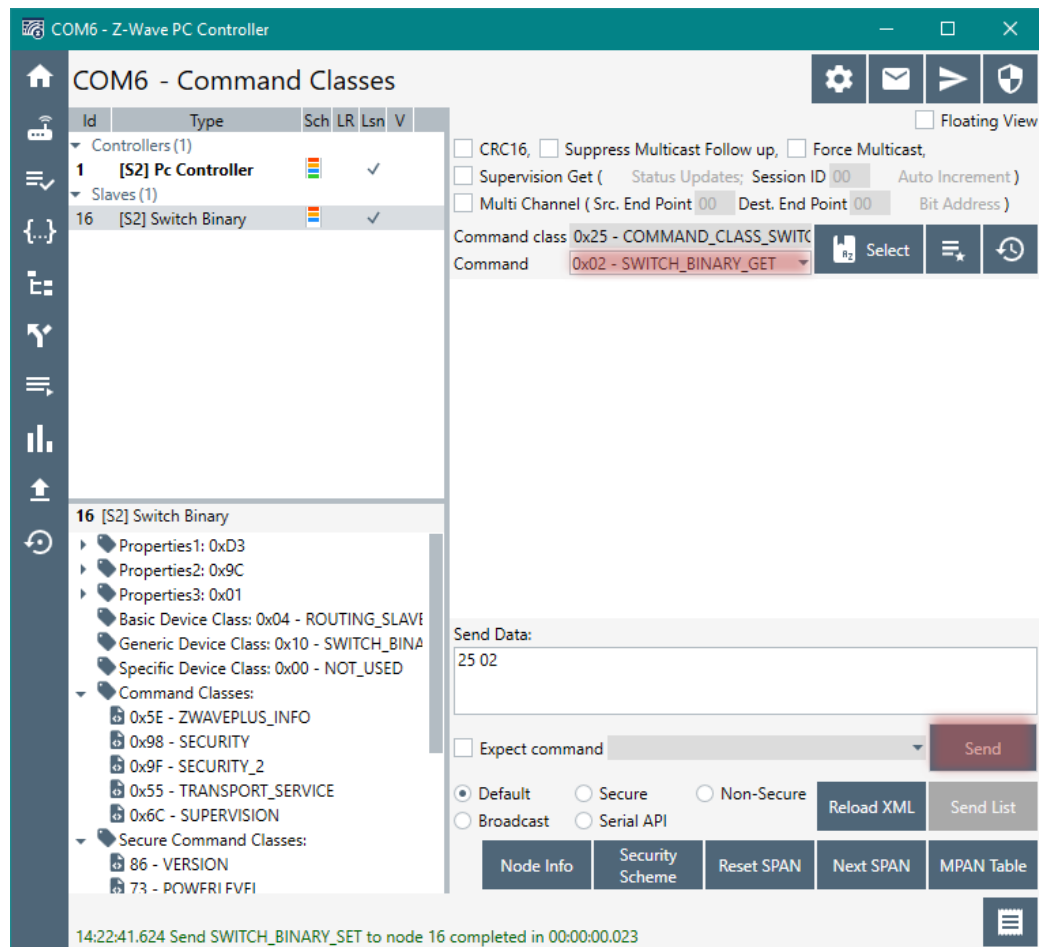 COM6 - Z-Wave PC Controller
COM6 - Command Classes
Id Type Sch LR Lsn V
Controllers (1)
1 [S2] Pc Controller
Slaves (1)
16 [S2] Switch Binary
Floating View
CRC16, Suppress Multicast Follow up, Force Multicast,
Supervision Get ( Status Updates; Session ID 00 Auto Increment )
Multi Channel ( Src. End Point 00 Dest. End Point 00 Bit Address )
Command class 0x25 - COMMAND_CLASS_SWITC
Select
Command 0x02 - SWITCH_BINARY_GET
16 [S2] Switch Binary
Properties1: 0xD3
Properties2: 0x9C
Properties3: 0x01
Basic Device Class: 0x04 - ROUTING_SLAVE
Generic Device Class: 0x10 - SWITCH_BINA
Specific Device Class: 0x00 - NOT_USED
Command Classes:
0x5E - ZWAVEPLUS_INFO
0x98 - SECURITY
0x9F - SECURITY_2
0x55 - TRANSPORT_SERVICE
0x6C - SUPERVISION
Secure Command Classes:
86 - VERSION
73 - POWERLEVEL
Send Data:
25 02
Expect command
Send
Default Secure Non-Secure
Broadcast Serial API
Reload XML Send List
Node Info Security Scheme Reset SPAN Next SPAN MPAN Table
14:22:41.624 Send SWITCH_BINARY_SET to node 16 completed in 00:00:00.023